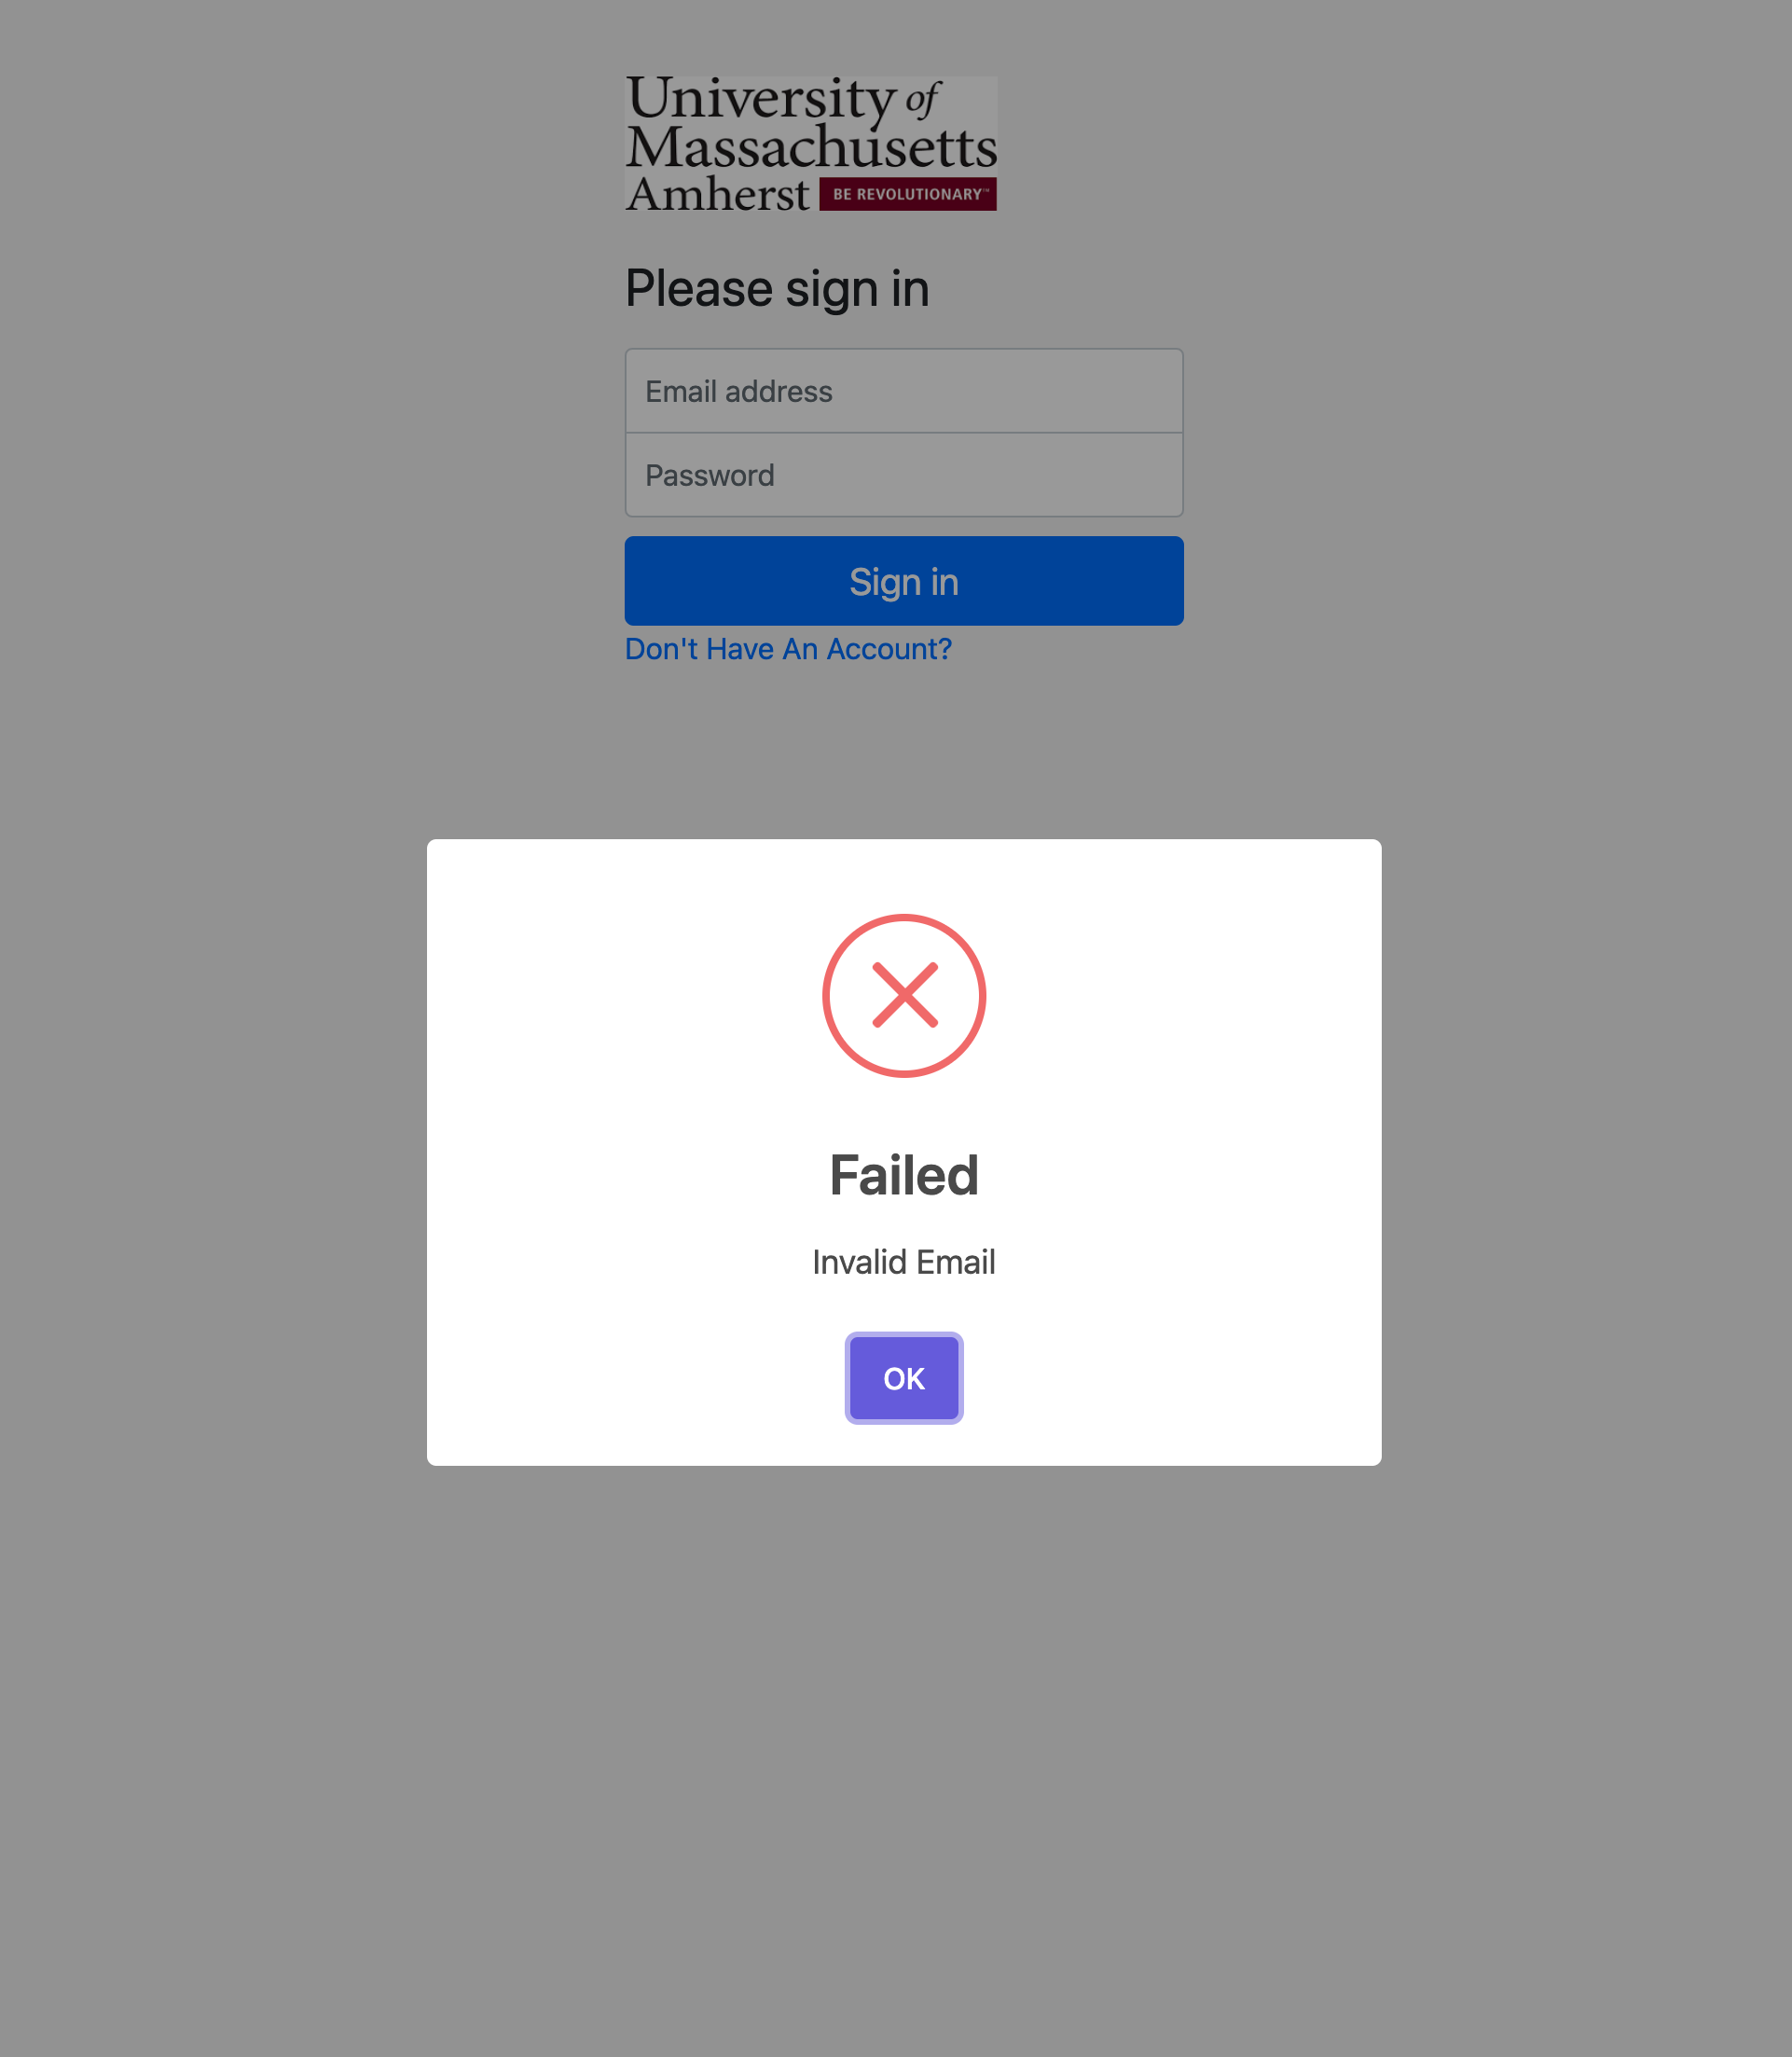 University of
Massachusetts
Amherst BE REVOLUTIONARY™
Please sign in
Email address
Password
Sign in
Don't Have An Account?
Failed
Invalid Email
OK